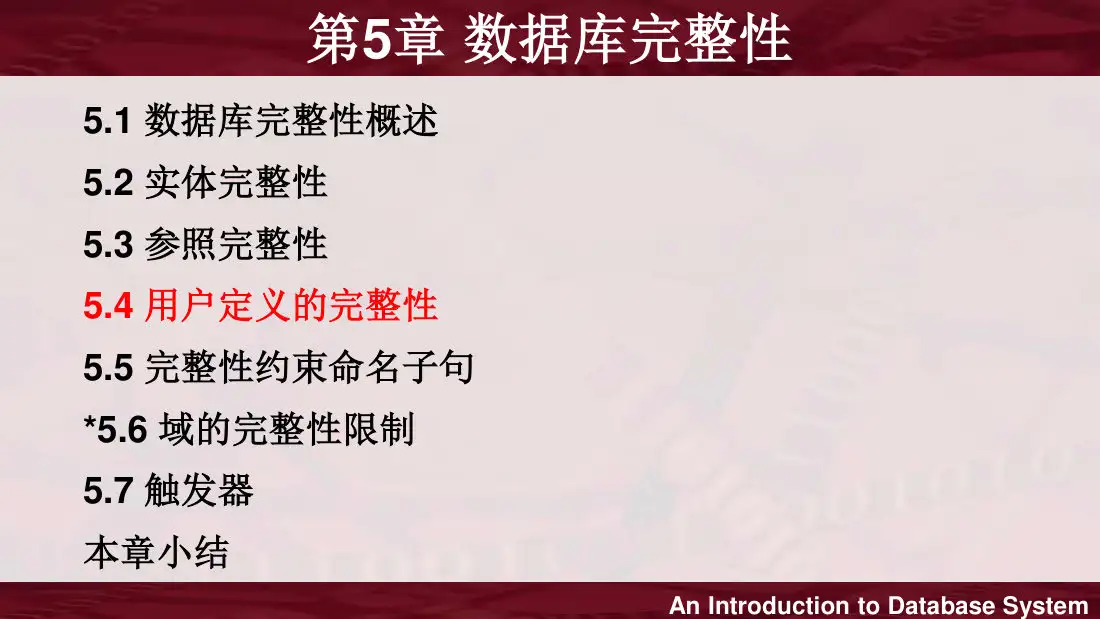 第5章 数据库完整性
5.1 数据库完整性概述
5.2 实体完整性
5.3 参照完整性
5.4 用户定义的完整性
5.5 完整性约束命名子句
*5.6 域的完整性限制
5.7 触发器
本章小结
An Introduction to Database System